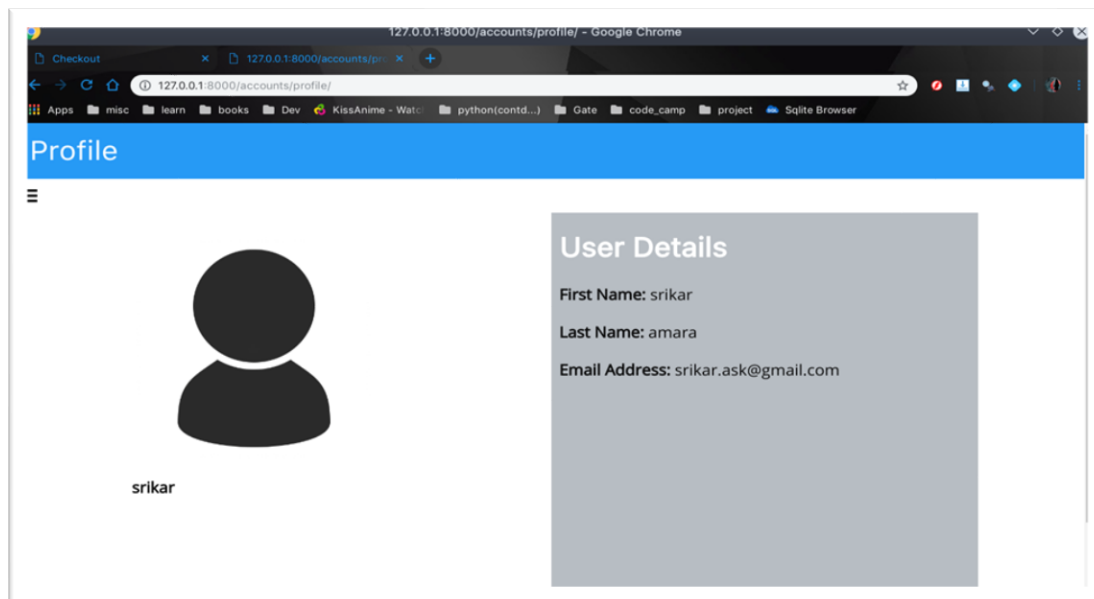 127.0.0.1:8000/accounts/profile/ - Google Chrome
Checkout 127.0.0.1:8000/accounts/pr
127.0.0.1:8000/accounts/profile/
Apps misc learn books Dev KissAnime - Watc python(contd...) Gate code_camp project Sqlite Browser
Profile
User Details
First Name: srikar
Last Name: amara
Email Address: srikar.ask@gmail.com
srikar